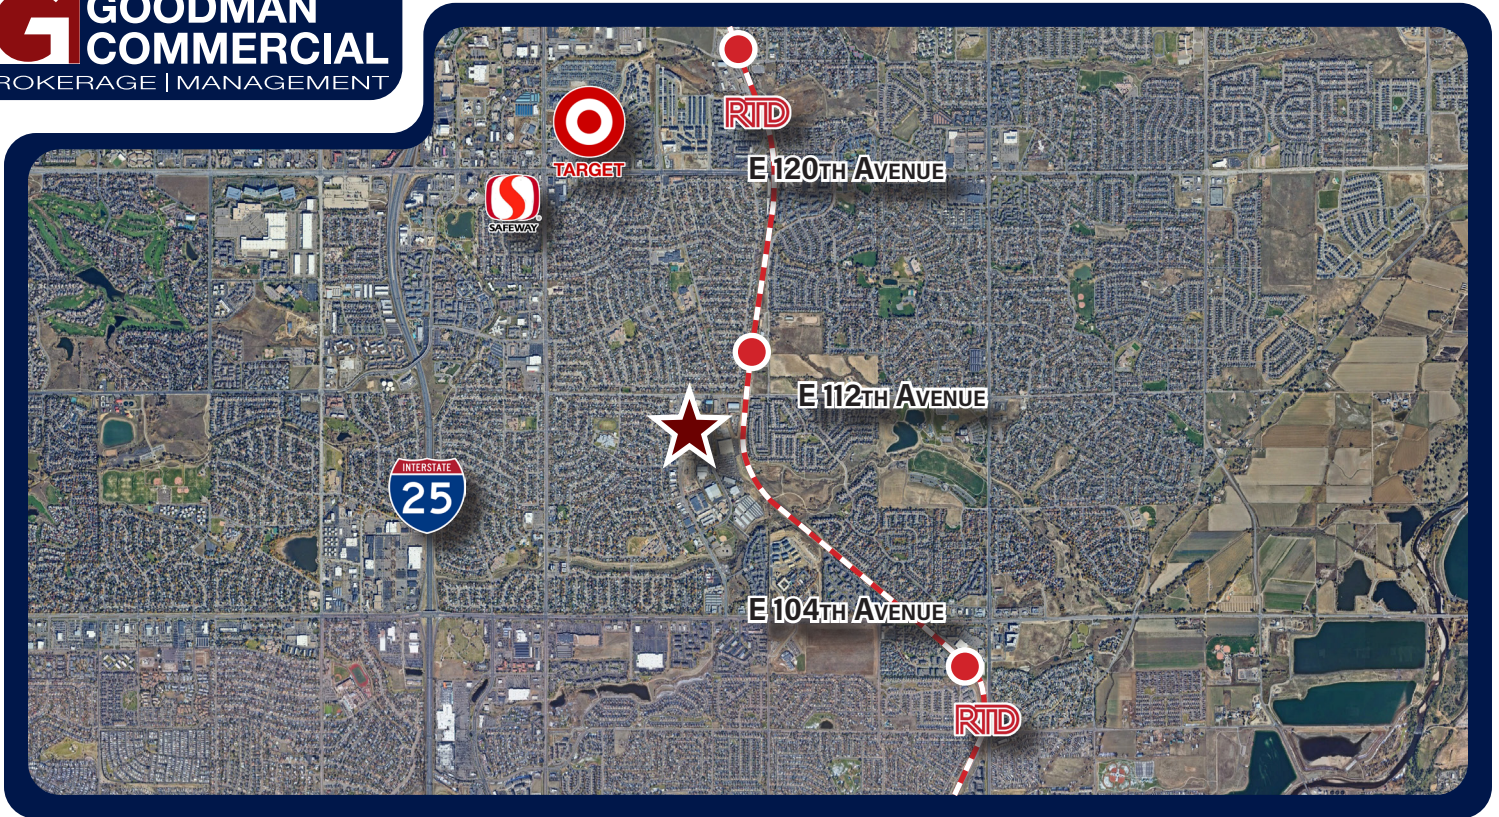 GOODMAN
COMMERCIAL
ROKERAGE | MANAGEMENT
RTD
TARGET
E 120TH AVENUE
SAFEWAY
E 112TH AVENUE
INTERSTATE
25
E 104TH AVENUE
RTD